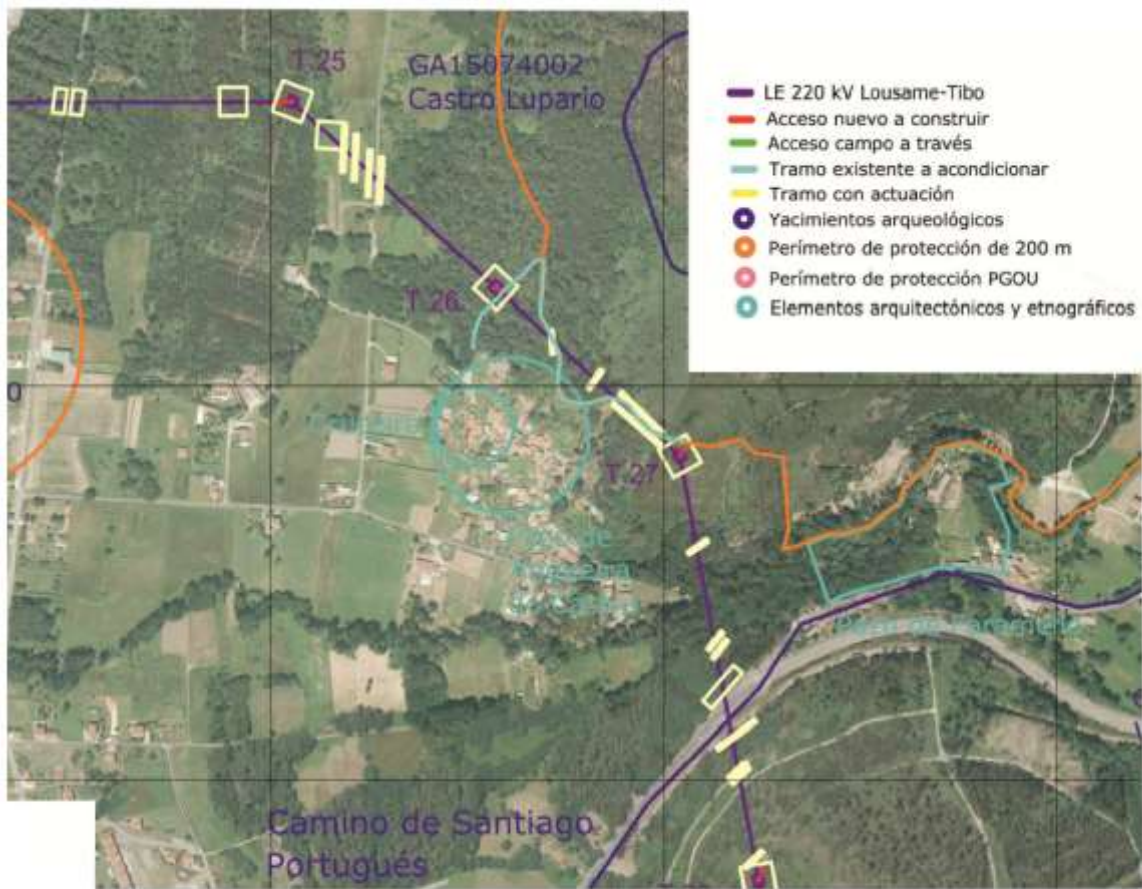 T.25
GA15074002
Castro Lupario
LE 220 kV Lousame-Tibo
Acceso nuevo a construir
Acceso campo a través
Tramo existente a acondicionar
Tramo con actuación
Yacimientos arqueológicos
Perímetro de protección de 200 m
Perímetro de protección PGOU
Elementos arquitectónicos y etnográficos
T.26
0
T.27
Camino de Santiago
Portugués